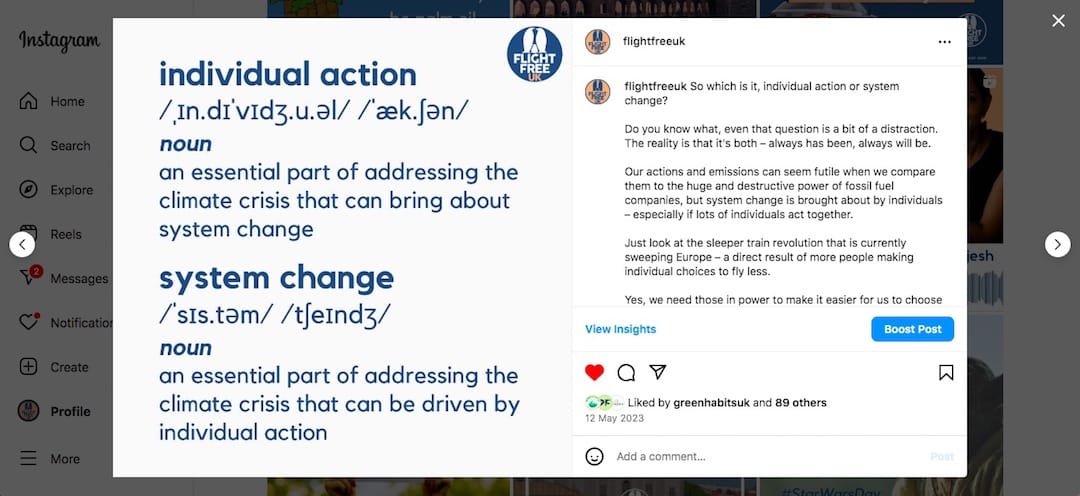 be palm oil
Instagram
Home
Search
Explore
Reels
2
Messages
Notification
Create
Profile
More
FLIGHT
FREE
UK
individual action
/ˌɪn.dɪˈvɪdʒ.u.əl/ /ˈæk.ʃən/
noun
an essential part of addressing the
climate crisis that can bring about
system change
system change
/ˈsɪs.təm/ /tʃeɪndʒ/
noun
an essential part of addressing the
climate crisis that can be driven by
individual action
flightfreeuk
flightfreeuk So which is it, individual action or system
change?
Do you know what, even that question is a bit of a distraction.
The reality is that it's both – always has been, always will be.
Our actions and emissions can seem futile when we compare
them to the huge and destructive power of fossil fuel
companies, but system change is brought about by individuals
– especially if lots of individuals act together.
Just look at the sleeper train revolution that is currently
sweeping Europe – a direct result of more people making
individual choices to fly less.
Yes, we need those in power to make it easier for us to choose
View Insights
Boost Post
Liked by greenhabitsuk and 89 others
12 May 2023
Add a comment...
Post
jesh
#StarWarsDay